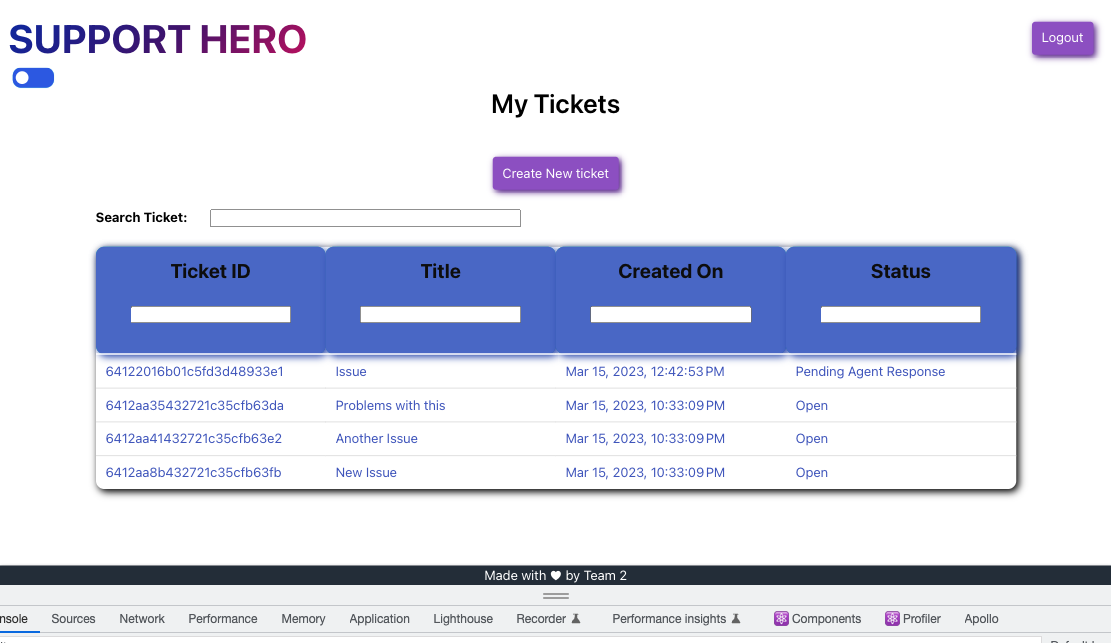 SUPPORT HERO
Logout
My Tickets
Create New ticket
Search Ticket:
Ticket ID Title Created On Status
64122016b01c5fd3d48933e1 Issue Mar 15, 2023, 12:42:53 PM Pending Agent Response
6412aa35432721c35cfb63da Problems with this Mar 15, 2023, 10:33:09 PM Open
6412aa41432721c35cfb63e2 Another Issue Mar 15, 2023, 10:33:09 PM Open
6412aa8b432721c35cfb63fb New Issue Mar 15, 2023, 10:33:09 PM Open
Made with ♥ by Team 2
nsole Sources Network Performance Memory Application Lighthouse Recorder Performance insights Components Profiler Apollo